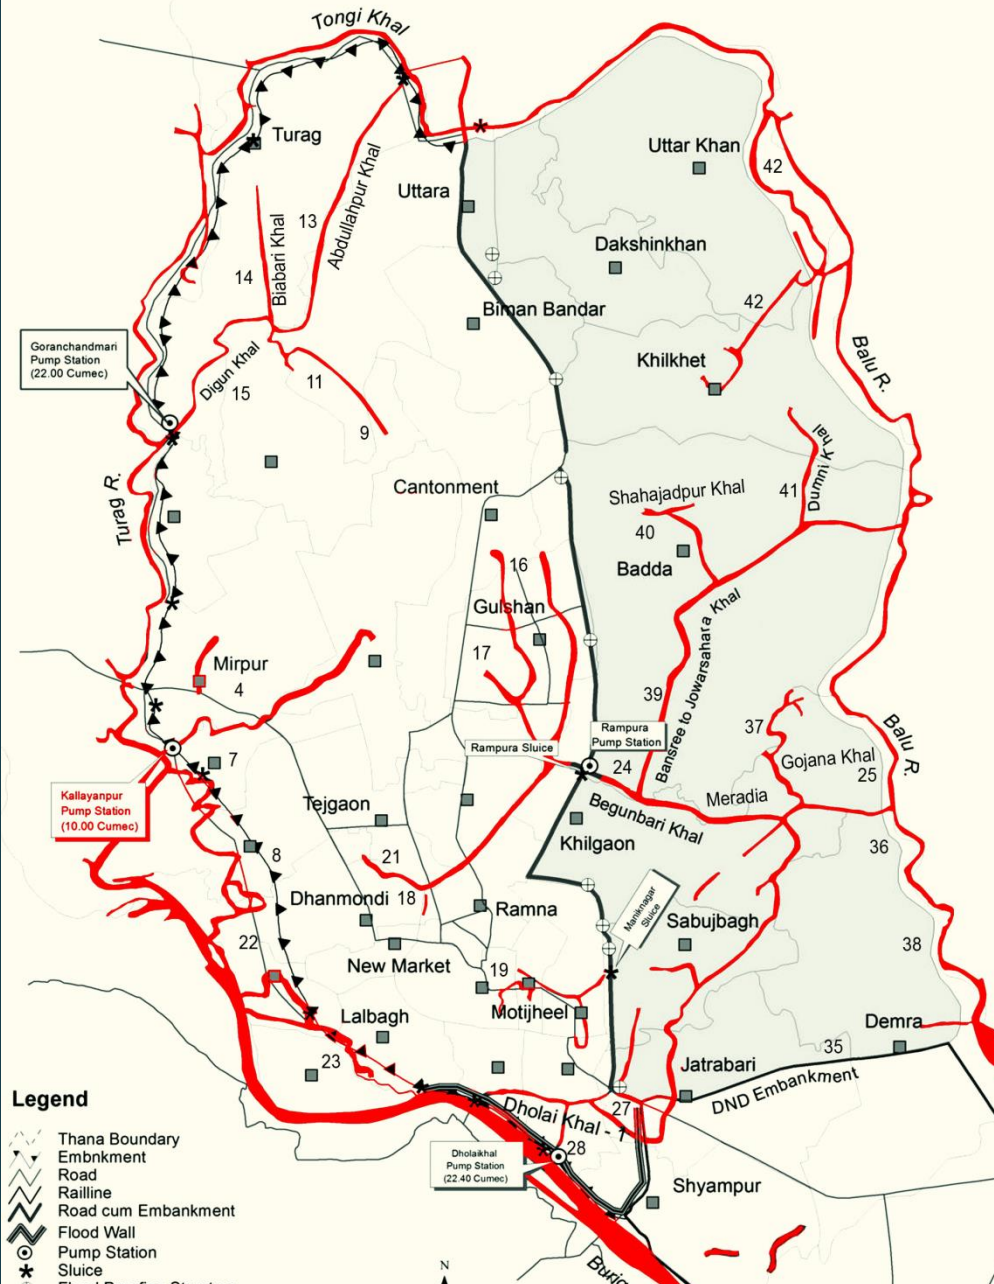 Tongi Khal
Turag
Uttar Khan
42
Abdullahpur Khal
Uttara
13
Biabari Khal
14
Dakshinkhan
Biman Bandar
42
Balu R.
Goranchandmari
Pump Station
(22.00 Cumec)
Digun Khal
15
11
9
Khilkhet
Dumni Khal
Turag R.
Cantonment
Shahajadpur Khal
41
40
Badda
16
Gulshan
17
Mirpur
4
39
Bansree to Jowarsahara Khal
37
Gojana Khal
25
Balu R.
Rampura
Pump Station
Rampura Sluice
24
7
Kallayanpur
Pump Station
(10.00 Cumec)
Meradia
Begunbari Khal
Tejgaon
Khilgaon
8
21
36
Dhanmondi
18
Ramna
Maniknagar
Sluice
Sabujbagh
38
22
New Market
19
Motijheel
Lalbagh
Demra
35
23
Jatrabari
DND Embankment
Dholai Khal - 1
27
28
Dholaikhal
Pump Station
(22.40 Cumec)
Shyampur
Legend
Thana Boundary
Embnkment
Road
Railline
Road cum Embankment
Flood Wall
Pump Station
Sluice
N